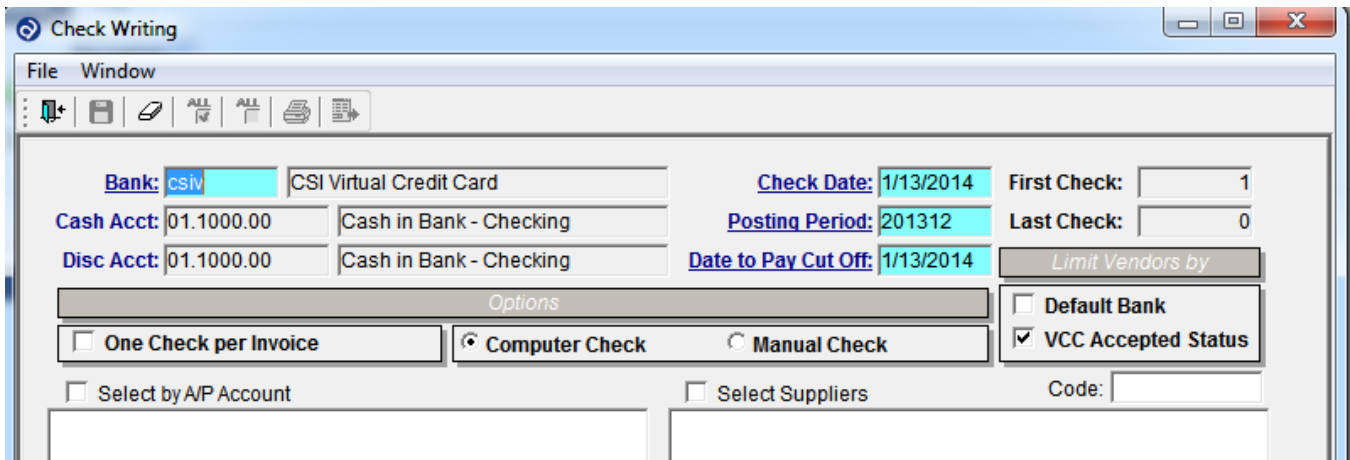 Check Writing
File Window
Bank: csiv CSI Virtual Credit Card Check Date: 1/13/2014 First Check: 1
Cash Acct: 01.1000.00 Cash in Bank - Checking Posting Period: 201312 Last Check: 0
Disc Acct: 01.1000.00 Cash in Bank - Checking Date to Pay Cut Off: 1/13/2014 Limit Vendors by
Options
Default Bank
One Check per Invoice Computer Check Manual Check VCC Accepted Status
Select by A/P Account Select Suppliers Code: